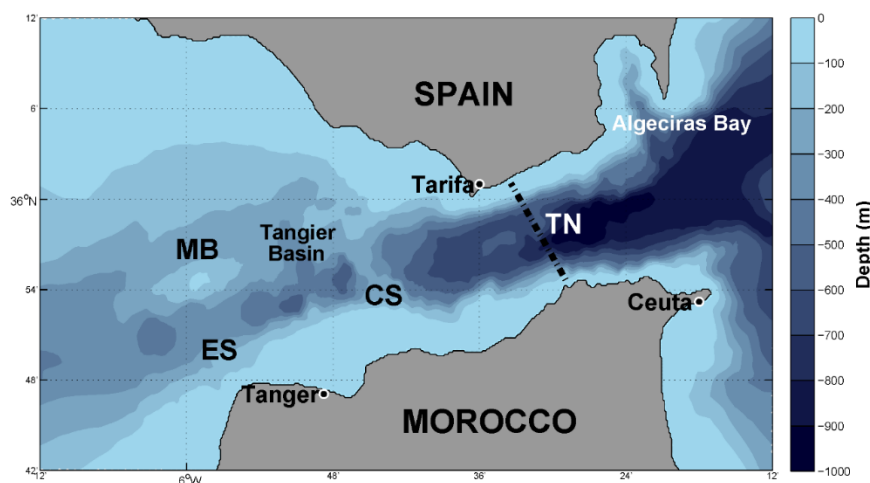 12'
SPAIN
6'
Algeciras Bay
Tarifa
36°N
TN
MB
Tangier
Basin
54'
CS
Ceuta
ES
48'
Tanger
MOROCCO
42'
12'
6°W
48'
36'
24'
12'
0
−100
−200
−300
−400
−500
−600
−700
−800
−900
−1000
Depth (m)